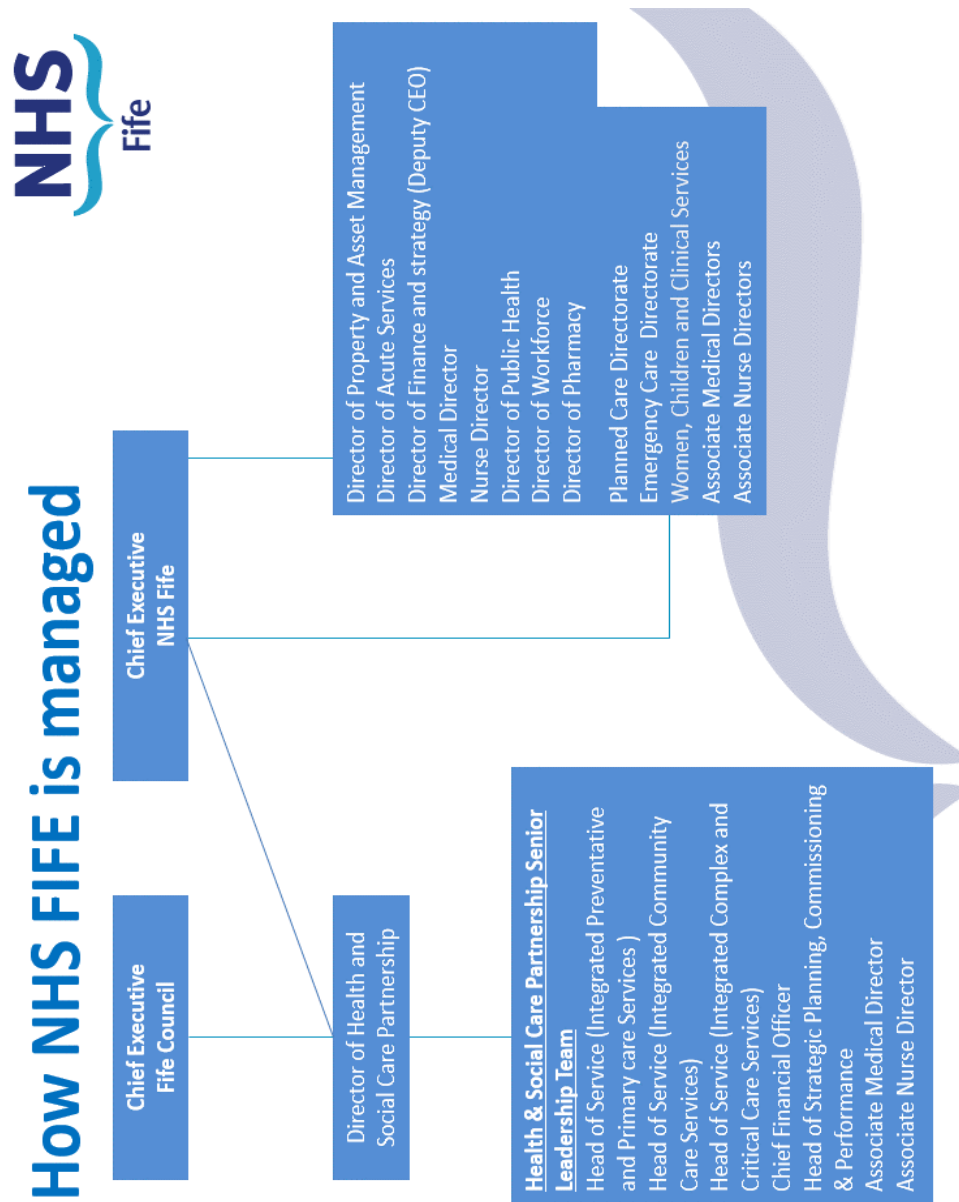 How NHS FIFE is managed
NHS
Fife
Chief Executive
Fife Council
Chief Executive
NHS Fife
Director of Health and
Social Care Partnership
Health & Social Care Partnership Senior
Leadership Team
Head of Service (Integrated Preventative
and Primary care Services )
Head of Service (Integrated Community
Care Services)
Head of Service (Integrated Complex and
Critical Care Services)
Chief Financial Officer
Head of Strategic Planning, Commissioning
& Performance
Associate Medical Director
Associate Nurse Director
Director of Property and Asset Management
Director of Acute Services
Director of Finance and strategy (Deputy CEO)
Medical Director
Nurse Director
Director of Public Health
Director of Workforce
Director of Pharmacy
Planned Care Directorate
Emergency Care  Directorate
Women, Children and Clinical Services
Associate Medical Directors
Associate Nurse Directors